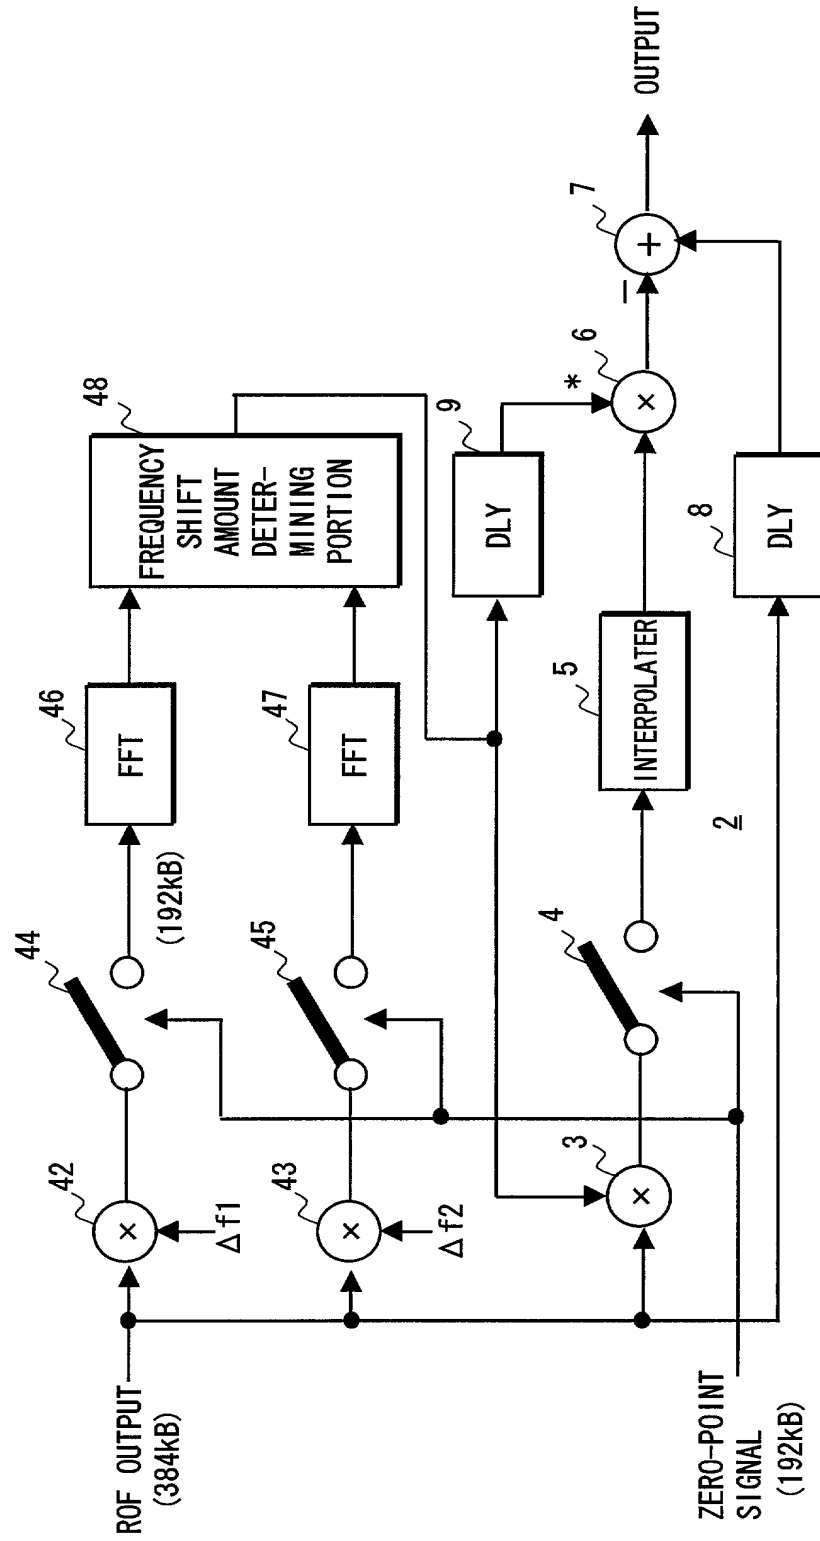 ROF OUTPUT
(384kB)
42
Δf1
44
(192kB)
46
FFT
48
FREQUENCY
SHIFT
AMOUNT
DETER-
MINING
PORTION
43
Δf2
45
47
FFT
9
DLY
3
×
4
5
INTERPOLATER
*
6
×
−
7
+
OUTPUT
2
8
DLY
ZERO-POINT
SIGNAL
(192kB)
×
×